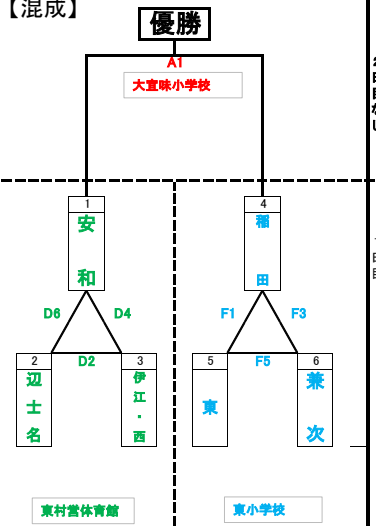 【混成】
優勝
A1
大宜味小学校
1
安和
4
稲田
D6
D4
F1
F3
2
辺士名
D2
3
伊江・西
5
東
F5
6
兼次
東村営体育館
東小学校